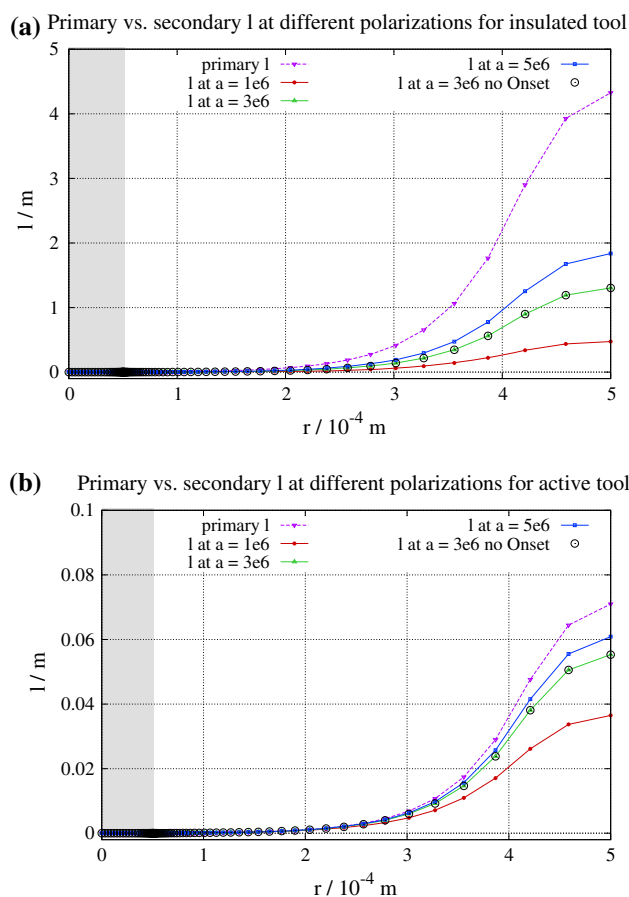 (a) Primary vs. secondary l at different polarizations for insulated tool
primary l
l at a = 1e6
l at a = 3e6
l at a = 5e6
l at a = 3e6 no Onset
5
4
3
2
1
0
l / m
0 1 2 3 4 5
r / 10⁻⁴ m
(b) Primary vs. secondary l at different polarizations for active tool
primary l
l at a = 1e6
l at a = 3e6
l at a = 5e6
l at a = 3e6 no Onset
0.1
0.08
0.06
0.04
0.02
0
l / m
0 1 2 3 4 5
r / 10⁻⁴ m